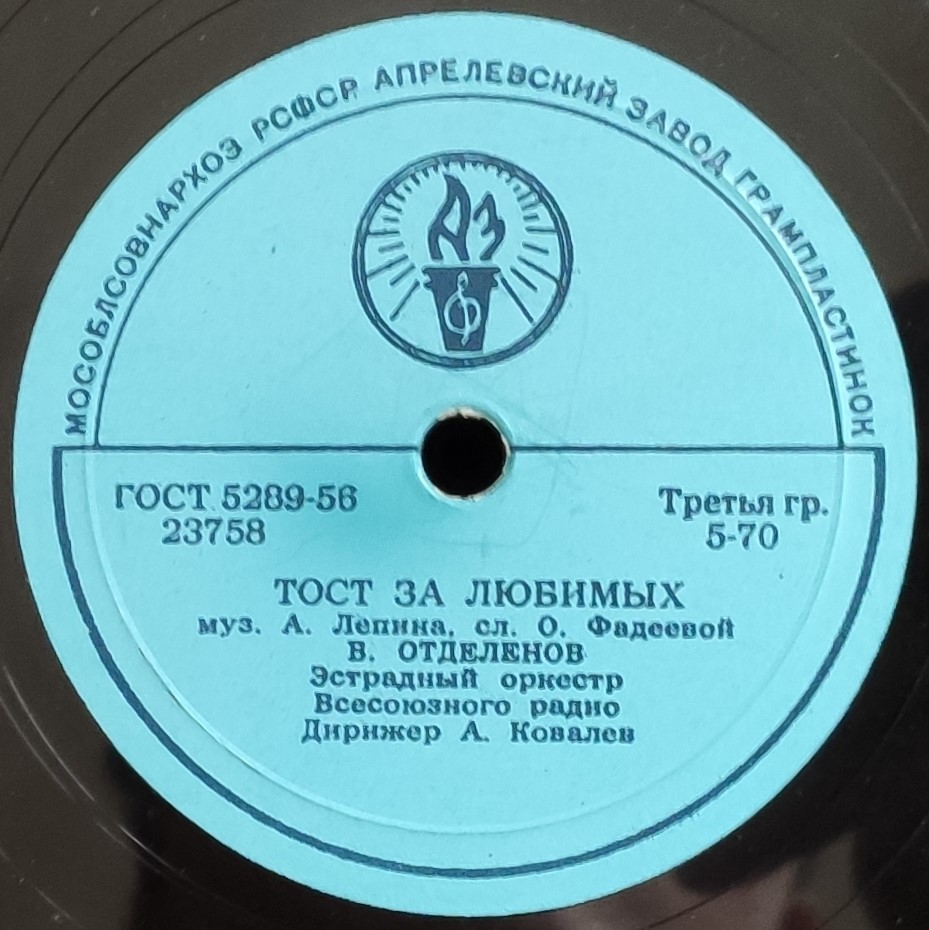 МОСОБЛСОВНАРХОЗ РСФСР АПРЕЛЕВСКИЙ ЗАВОД ГРАМПЛАСТИНОК
АЗ
ГОСТ 5289-56
23758
Третья гр.
5-70
ТОСТ ЗА ЛЮБИМЫХ
муз. А. Лепина, сл. О. Фадеевой
В. ОТДЕЛЕНОВ
Эстрадный оркестр
Всесоюзного радио
Дирижер А. Ковалев